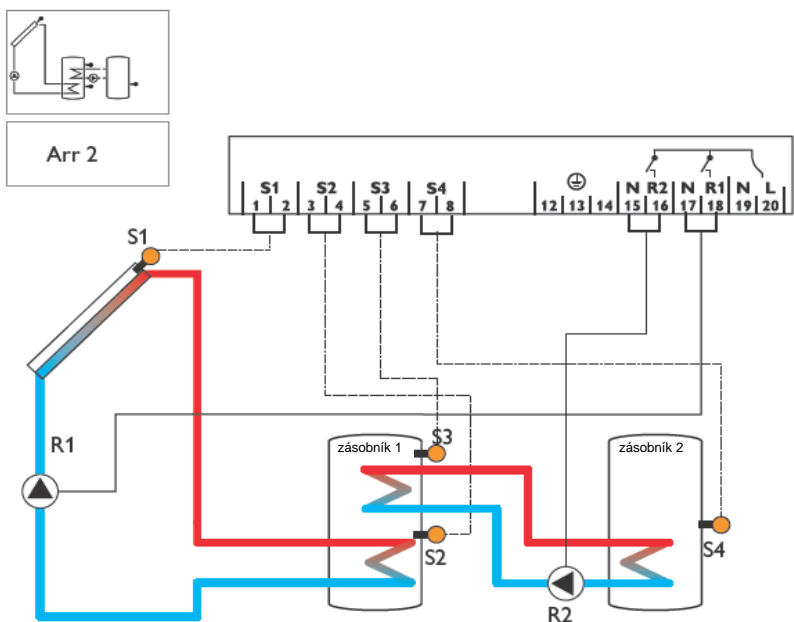 Arr 2
S1 S2 S3 S4 N R2 N R1 N L
1 2 3 4 5 6 7 8 12 13 14 15 16 17 18 19 20
S1
R1
zásobník 1
S3
S2
zásobník 2
S4
R2